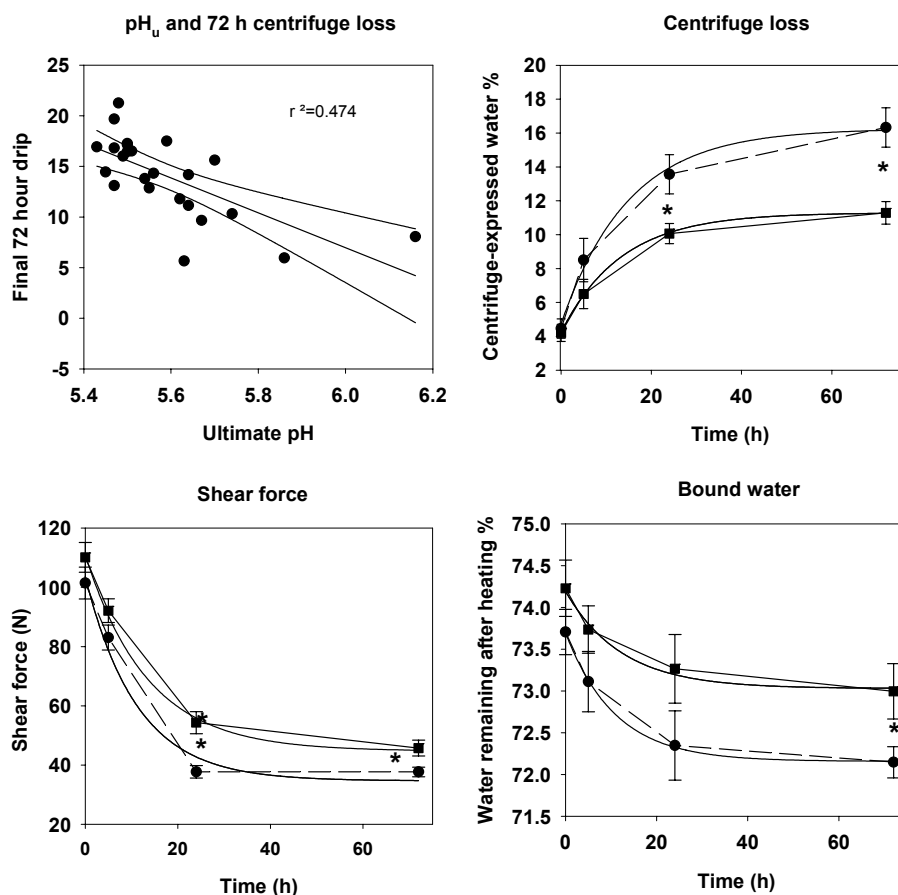 pHu and 72 h centrifuge loss
25
20
15
10
5
0
-5
r ²=0.474
Final 72 hour drip
5.4 5.6 5.8 6.0 6.2
Ultimate pH
Centrifuge loss
20
18
16
14
12
10
8
6
4
2
*
*
Centrifuge-expressed water %
0 20 40 60
Time (h)
Shear force
120
100
80
60
40
20
*
*
*
Shear force (N)
0 20 40 60
Time (h)
Bound water
75.0
74.5
74.0
73.5
73.0
72.5
72.0
71.5
*
Water remaining after heating %
0 20 40 60
Time (h)